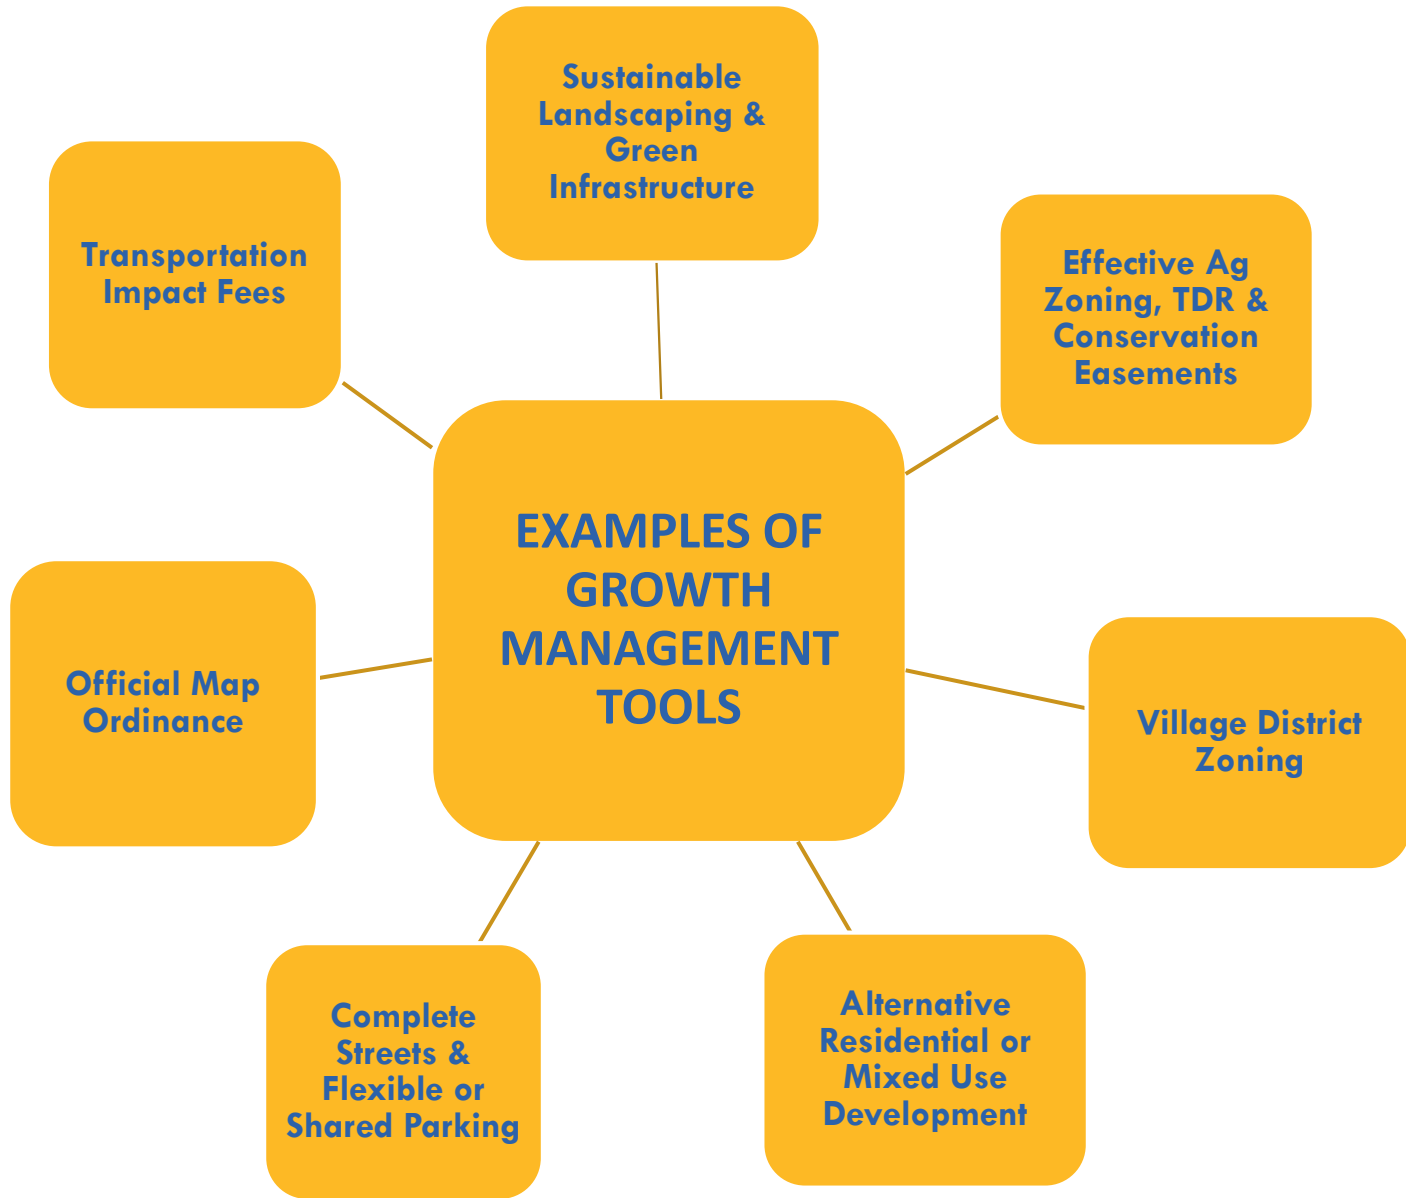 Sustainable
Landscaping &
Green
Infrastructure
Transportation
Impact Fees
Effective Ag
Zoning, TDR &
Conservation
Easements
EXAMPLES OF
GROWTH
MANAGEMENT
TOOLS
Official Map
Ordinance
Village District
Zoning
Complete
Streets &
Flexible or
Shared Parking
Alternative
Residential or
Mixed Use
Development